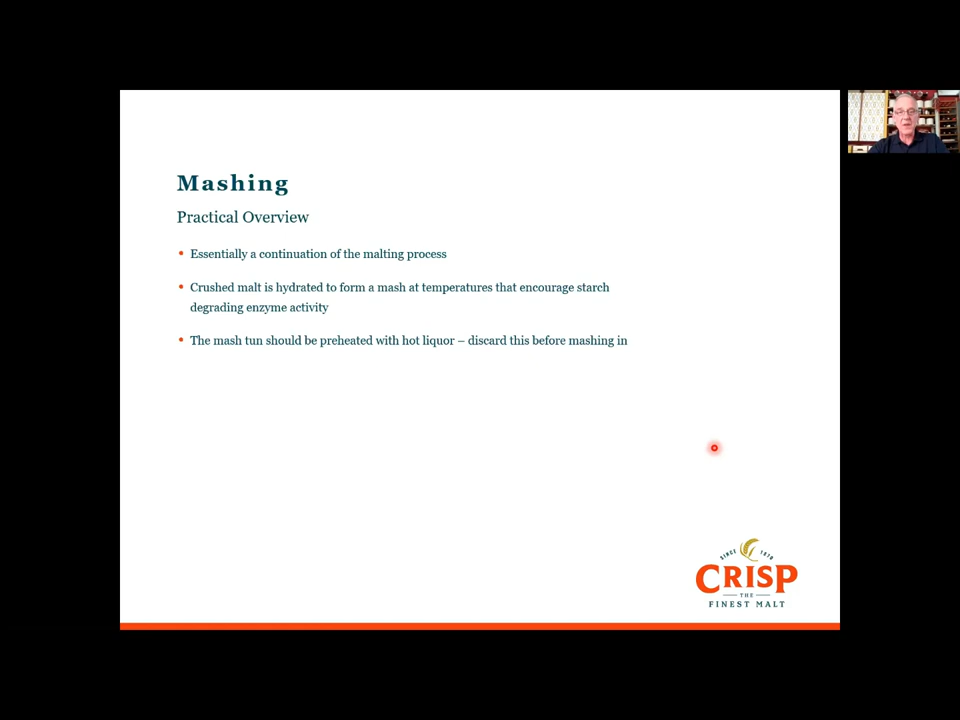 Mashing
Practical Overview
• Essentially a continuation of the malting process
• Crushed malt is hydrated to form a mash at temperatures that encourage starch
degrading enzyme activity
• The mash tun should be preheated with hot liquor – discard this before mashing in
SINCE 1870
CRISP
THE
FINEST MALT